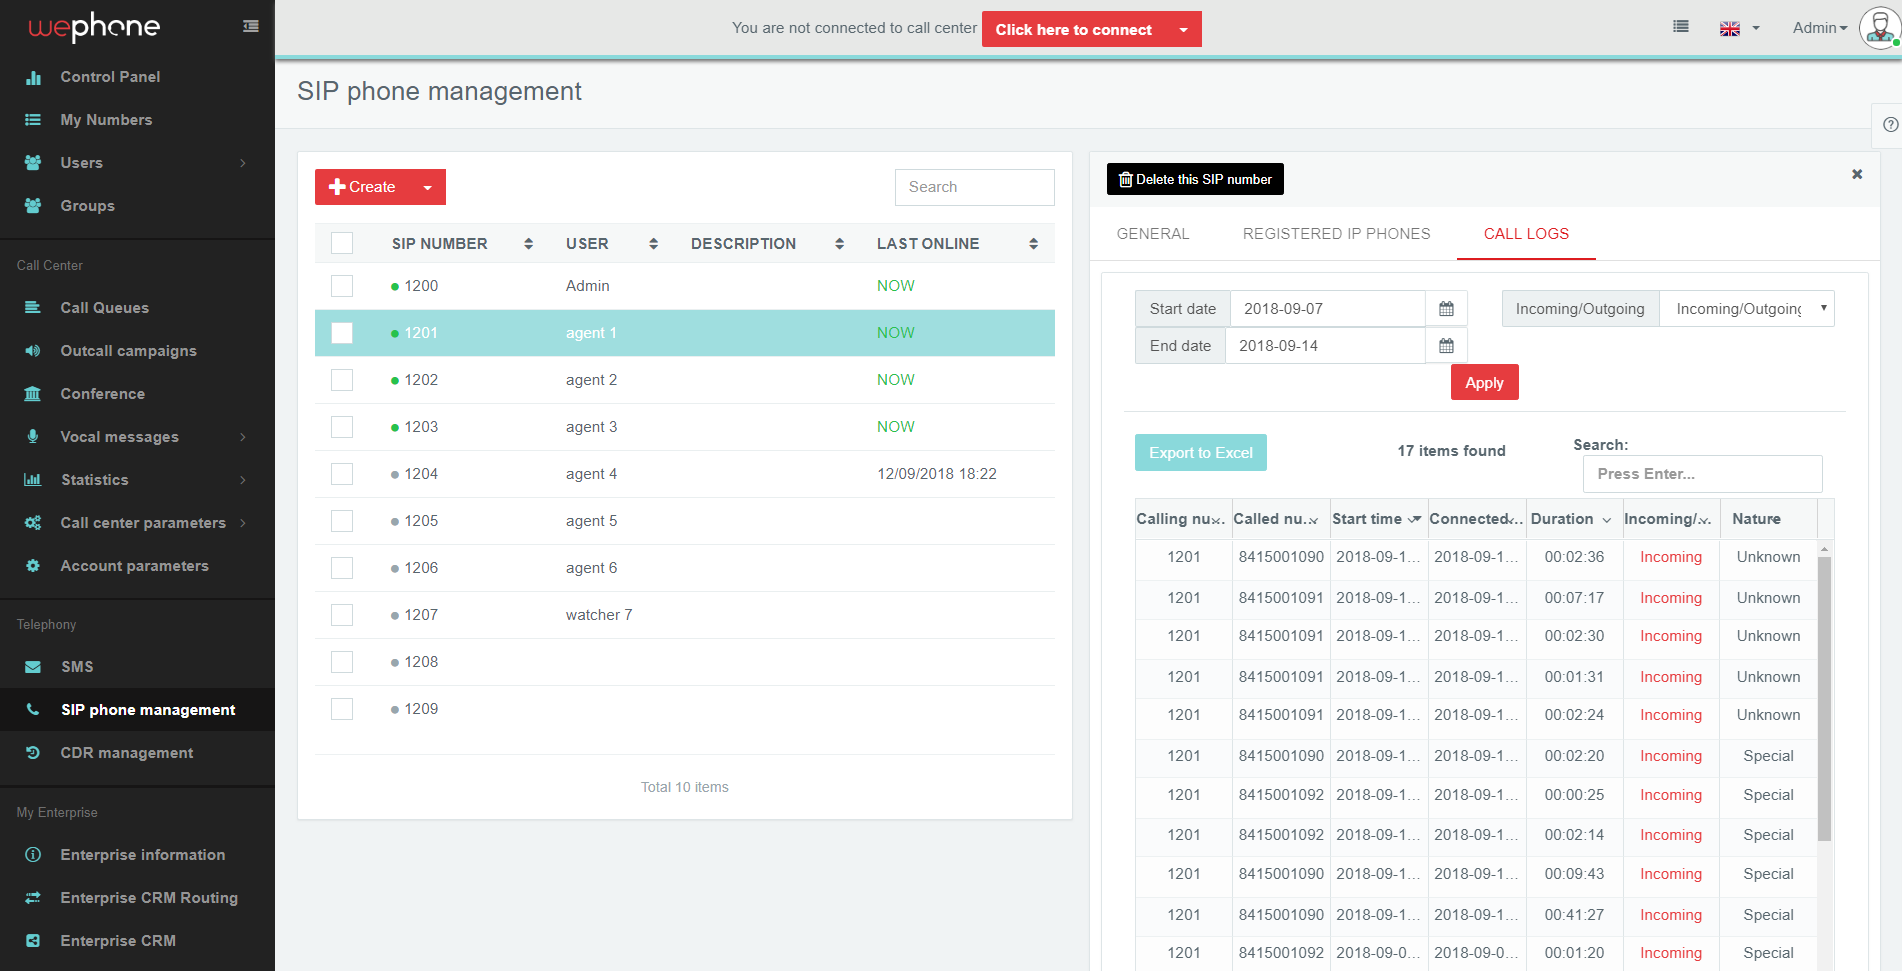 wephone
Control Panel
My Numbers
Users
Groups
Call Center
Call Queues
Outcall campaigns
Conference
Vocal messages
Statistics
Call center parameters
Account parameters
Telephony
SMS
SIP phone management
CDR management
My Enterprise
Enterprise information
Enterprise CRM Routing
Enterprise CRM
You are not connected to call center Click here to connect
Admin
SIP phone management
Create
Search
SIP NUMBER USER DESCRIPTION LAST ONLINE
1200 Admin NOW
1201 agent 1 NOW
1202 agent 2 NOW
1203 agent 3 NOW
1204 agent 4 12/09/2018 18:22
1205 agent 5
1206 agent 6
1207 watcher 7
1208
1209
Total 10 items
Delete this SIP number
GENERAL REGISTERED IP PHONES CALL LOGS
Start date 2018-09-07 Incoming/Outgoing Incoming/Outgoing
End date 2018-09-14
Apply
Export to Excel 17 items found Search:
Press Enter...
Calling nu... Called nu... Start time Connected... Duration Incoming/... Nature
1201 8415001090 2018-09-1... 2018-09-1... 00:02:36 Incoming Unknown
1201 8415001091 2018-09-1... 2018-09-1... 00:07:17 Incoming Unknown
1201 8415001091 2018-09-1... 2018-09-1... 00:02:30 Incoming Unknown
1201 8415001091 2018-09-1... 2018-09-1... 00:01:31 Incoming Unknown
1201 8415001091 2018-09-1... 2018-09-1... 00:02:24 Incoming Unknown
1201 8415001090 2018-09-1... 2018-09-1... 00:02:20 Incoming Special
1201 8415001092 2018-09-1... 2018-09-1... 00:00:25 Incoming Special
1201 8415001092 2018-09-1... 2018-09-1... 00:02:14 Incoming Special
1201 8415001090 2018-09-1... 2018-09-1... 00:09:43 Incoming Special
1201 8415001090 2018-09-1... 2018-09-1... 00:41:27 Incoming Special
1201 8415001092 2018-09-0... 2018-09-0... 00:01:20 Incoming Special